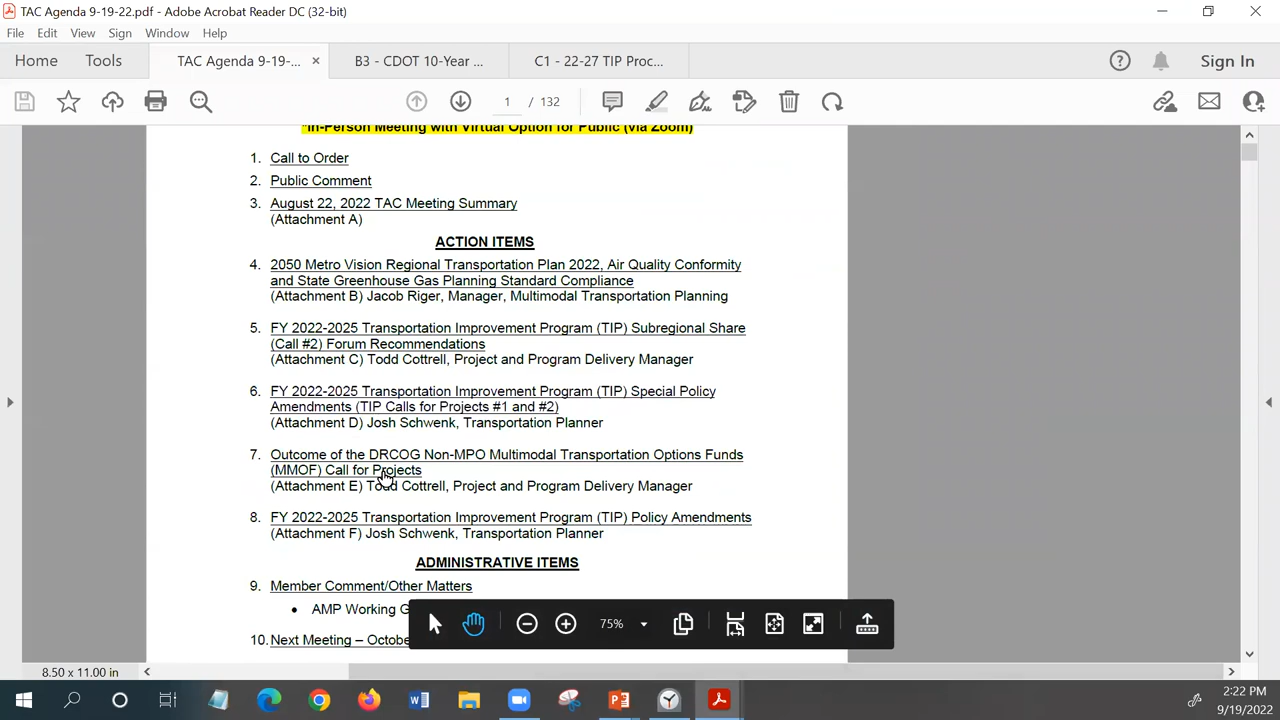 TAC Agenda 9-19-22.pdf - Adobe Acrobat Reader DC (32-bit)
File Edit View Sign Window Help
Home Tools TAC Agenda 9-19-... × B3 - CDOT 10-Year ... C1 - 22-27 TIP Proc... Sign In
1 / 132
*In-Person Meeting with Virtual Option for Public (via Zoom)
1. Call to Order
2. Public Comment
3. August 22, 2022 TAC Meeting Summary
(Attachment A)
ACTION ITEMS
4. 2050 Metro Vision Regional Transportation Plan 2022, Air Quality Conformity
and State Greenhouse Gas Planning Standard Compliance
(Attachment B) Jacob Riger, Manager, Multimodal Transportation Planning
5. FY 2022-2025 Transportation Improvement Program (TIP) Subregional Share
(Call #2) Forum Recommendations
(Attachment C) Todd Cottrell, Project and Program Delivery Manager
6. FY 2022-2025 Transportation Improvement Program (TIP) Special Policy
Amendments (TIP Calls for Projects #1 and #2)
(Attachment D) Josh Schwenk, Transportation Planner
7. Outcome of the DRCOG Non-MPO Multimodal Transportation Options Funds
(MMOF) Call for Projects
(Attachment E) Todd Cottrell, Project and Program Delivery Manager
8. FY 2022-2025 Transportation Improvement Program (TIP) Policy Amendments
(Attachment F) Josh Schwenk, Transportation Planner
ADMINISTRATIVE ITEMS
9. Member Comment/Other Matters
• AMP Working G
10. Next Meeting – Octobe
75%
8.50 x 11.00 in
2:22 PM
9/19/2022